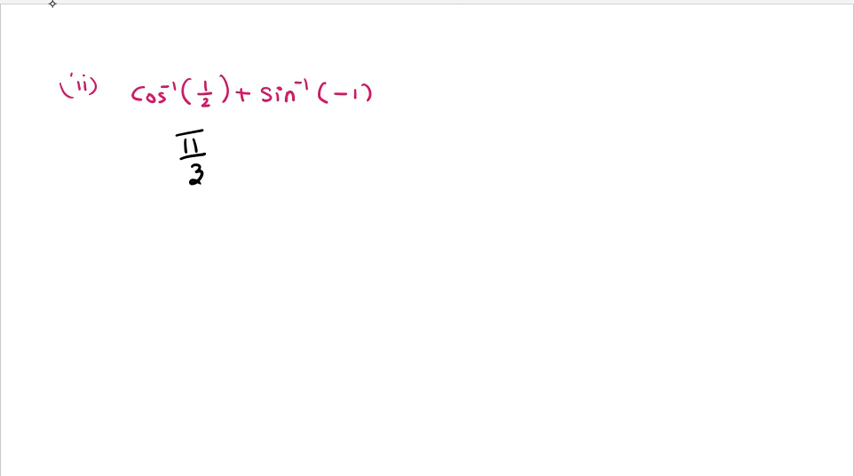 (ii) cos⁻¹(1/2) + sin⁻¹(-1)
π/3